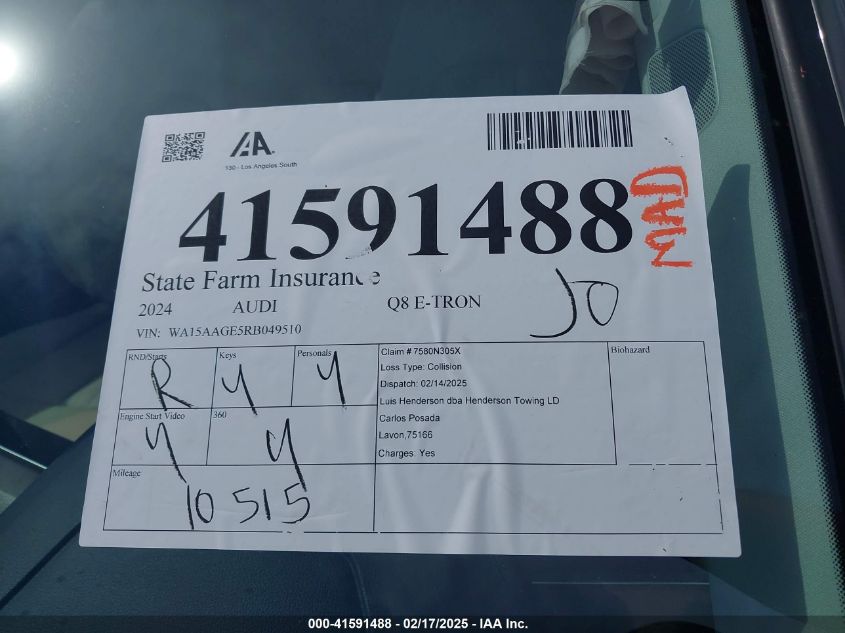 IAA.
130 - Los Angeles South
41591488
MAD
State Farm Insurance
JO
2024 AUDI Q8 E-TRON
VIN: WA15AAGE5RB049510
RND/Starts R
Keys y
Personals y
Claim # 7580N305X
Loss Type: Collision
Dispatch: 02/14/2025
Luis Henderson dba Henderson Towing LD
Carlos Posada
Lavon,75166
Charges: Yes
Biohazard
Engine Start Video y
360 y
Mileage
10515
000-41591488 - 02/17/2025 - IAA Inc.